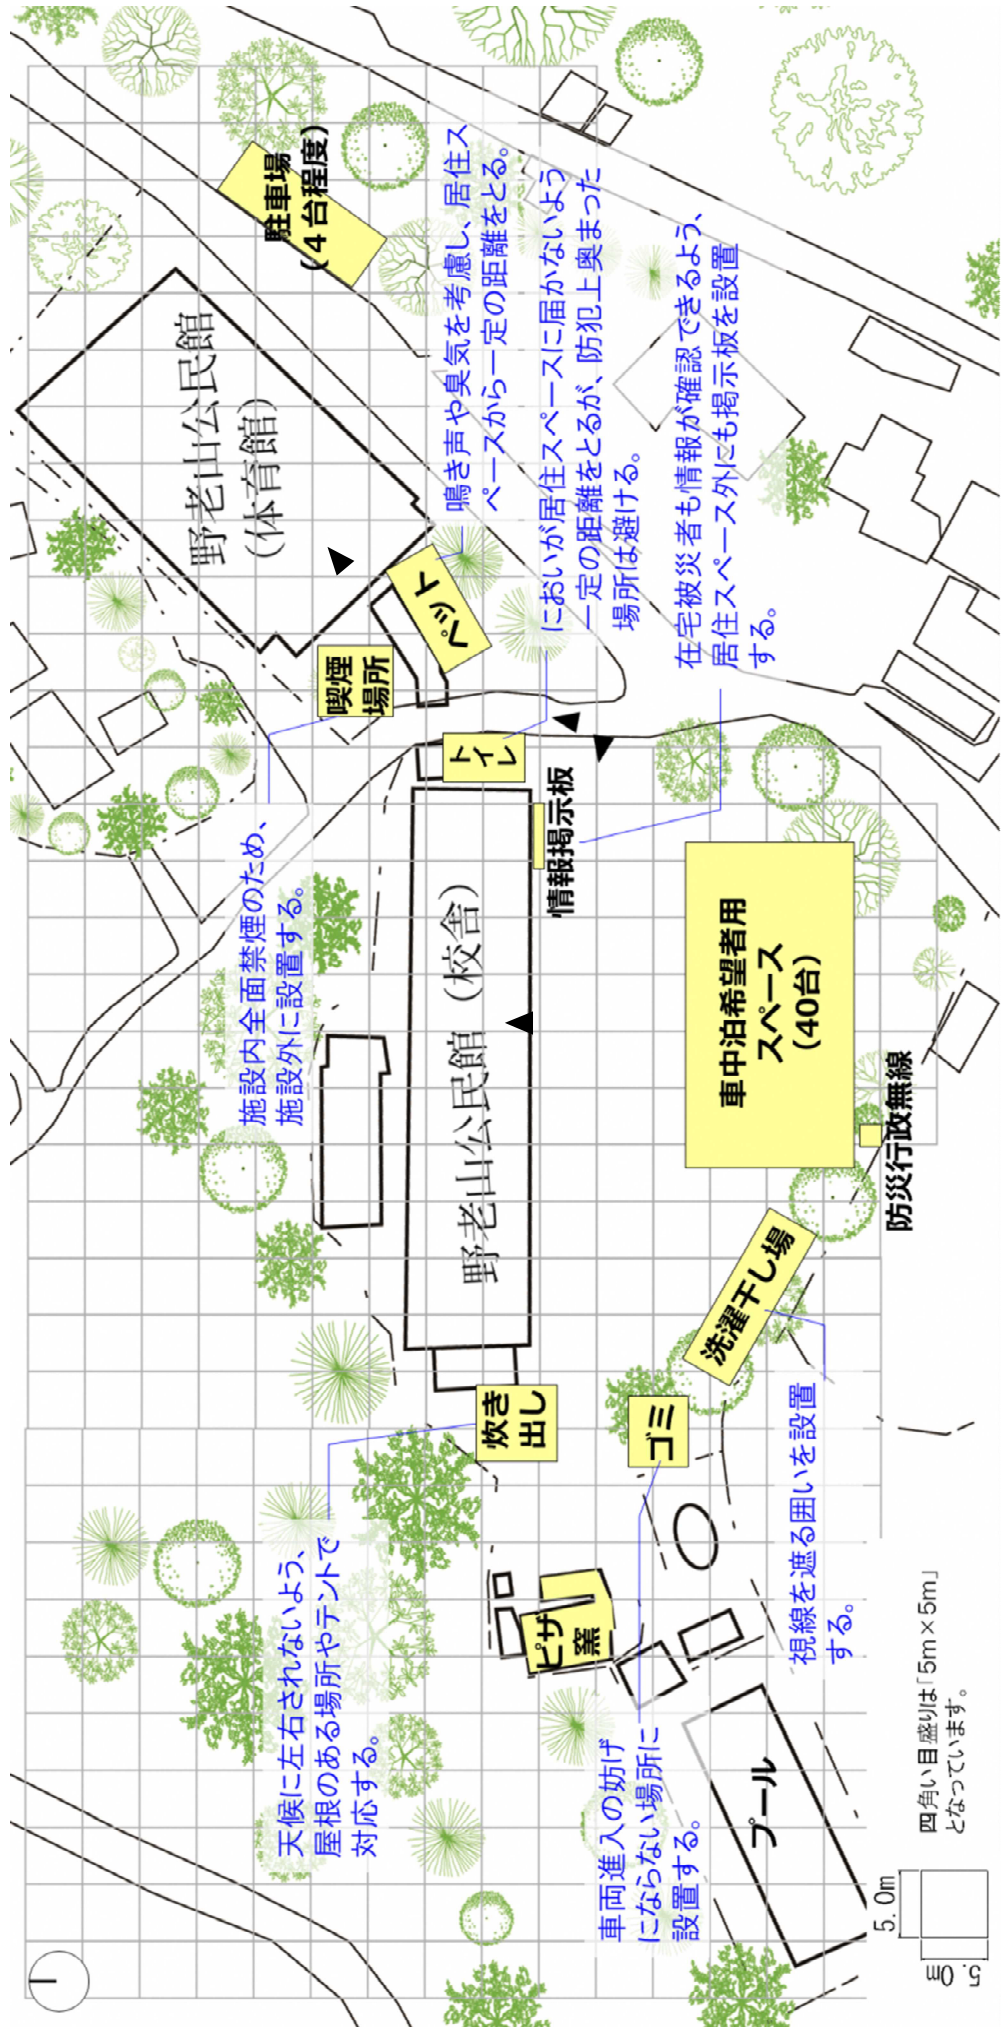 駐車場
(4台程度)
野老山公民館
(体育館)
鳴き声や臭気を考慮し、居住ス
ペースから一定の距離をとる。
ペット
喫煙
場所
においが居住スペースに届かないよう
一定の距離をとるが、防犯上奥まった
場所は避ける。
トイレ
在宅被災者も情報が確認できるよう、
居住スペース外にも掲示板を設置
する。
情報掲示板
施設内全面禁煙のため、
施設外に設置する。
野老山公民館(校舎)
車中泊希望者用
スペース
(40台)
防災行政無線
洗濯干し場
視線を遮る囲いを設置
する。
炊き
出し
天候に左右されないよう、
屋根のある場所やテントで
対応する。
ゴミ
車両進入の妨げ
にならない場所に
設置する。
ピザ
窯
プール
四角い目盛りは「5m×5m」
となっています。
5.0m
5.0m